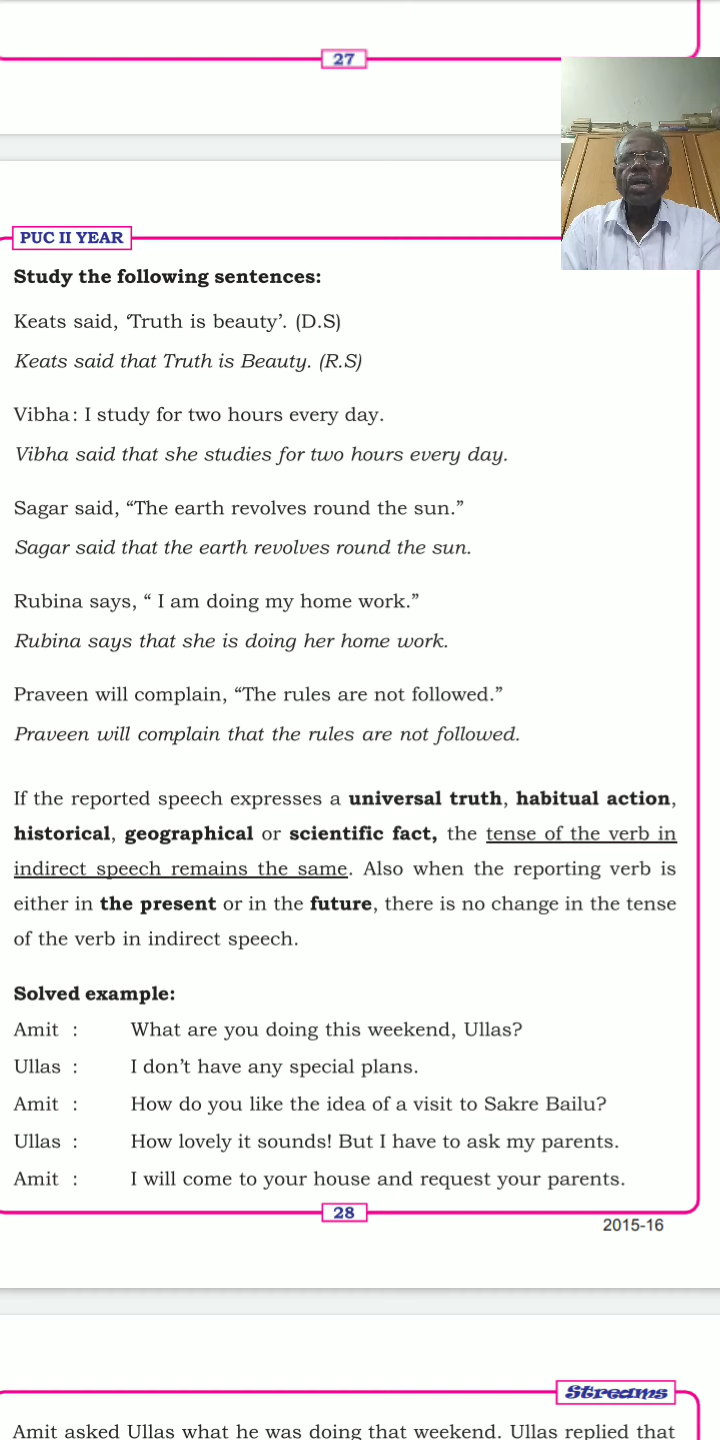 27
PUC II YEAR
Study the following sentences:
Keats said, ‘Truth is beauty’. (D.S)
Keats said that Truth is Beauty. (R.S)
Vibha: I study for two hours every day.
Vibha said that she studies for two hours every day.
Sagar said, “The earth revolves round the sun.”
Sagar said that the earth revolves round the sun.
Rubina says, “ I am doing my home work.”
Rubina says that she is doing her home work.
Praveen will complain, “The rules are not followed.”
Praveen will complain that the rules are not followed.
If the reported speech expresses a universal truth, habitual action,
historical, geographical or scientific fact, the tense of the verb in
indirect speech remains the same. Also when the reporting verb is
either in the present or in the future, there is no change in the tense
of the verb in indirect speech.
Solved example:
Amit : What are you doing this weekend, Ullas?
Ullas : I don’t have any special plans.
Amit : How do you like the idea of a visit to Sakre Bailu?
Ullas : How lovely it sounds! But I have to ask my parents.
Amit : I will come to your house and request your parents.
28
2015-16
Streams
Amit asked Ullas what he was doing that weekend. Ullas replied that